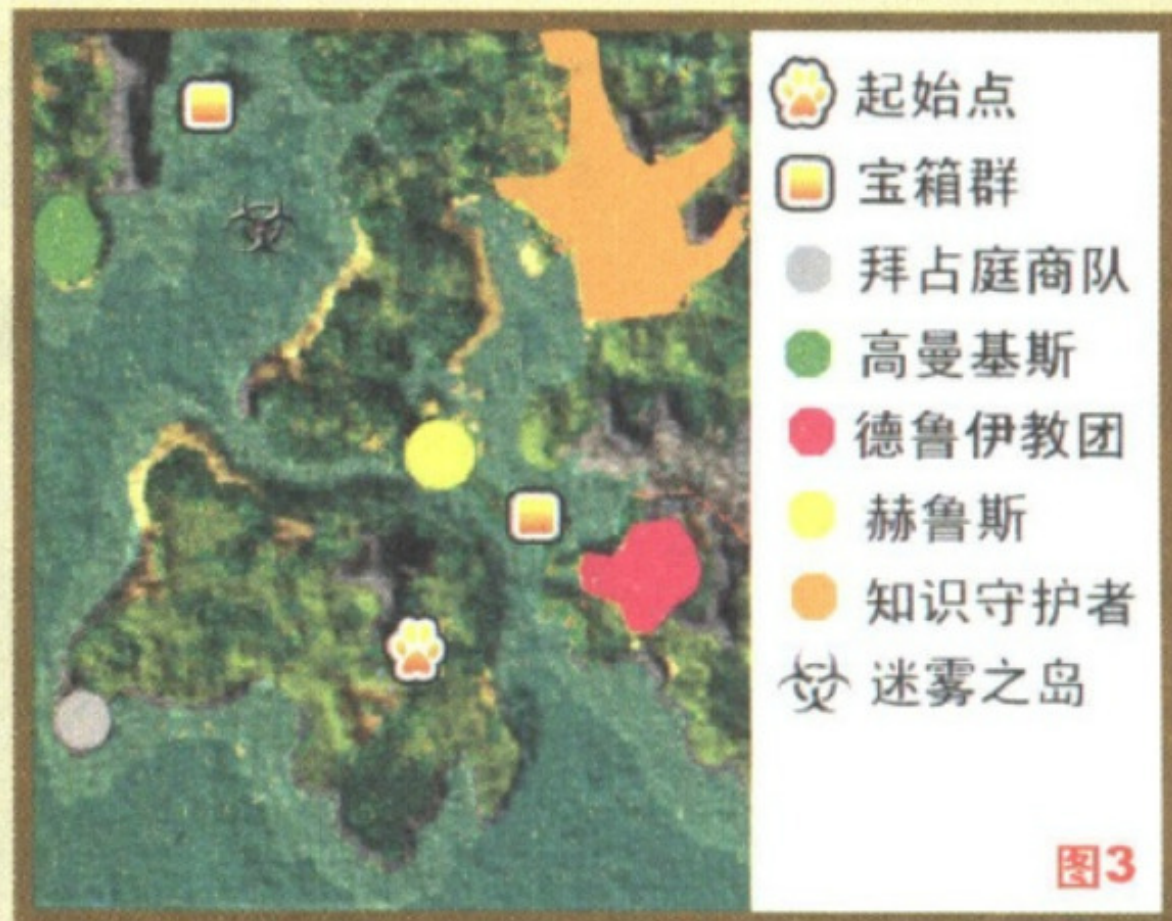 起始点
宝箱群
拜占庭商队
高曼基斯
德鲁伊教团
赫鲁斯
知识守护者
迷雾之岛
图3